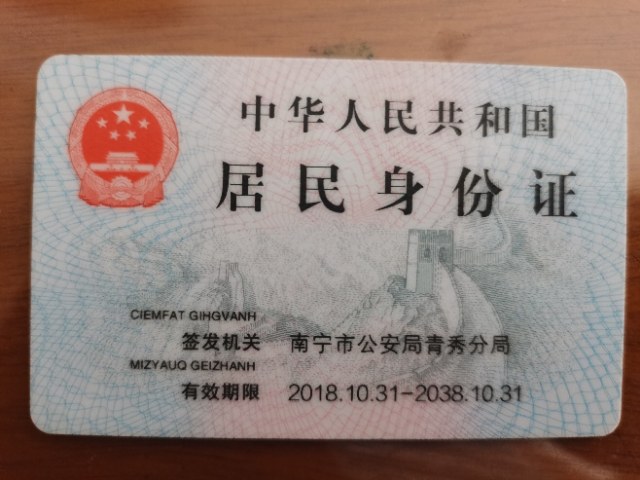 中华人民共和国
居民身份证
CIEMFAT GIHGVANH
签发机关 南宁市公安局青秀分局
MIZYAUQ GEIZHANH
有效期限 2018.10.31-2038.10.31